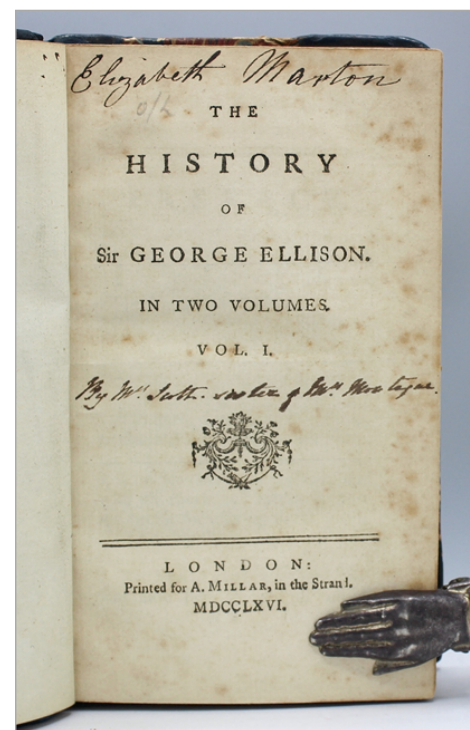 Elizabeth Marton
THE
HISTORY
OF
Sir GEORGE ELLISON.
IN TWO VOLUMES.
VOL. I.
By Mrs. Scott. sister of Mrs. Montague.
LONDON:
Printed for A. MILLAR, in the Strand.
MDCCLXVI.